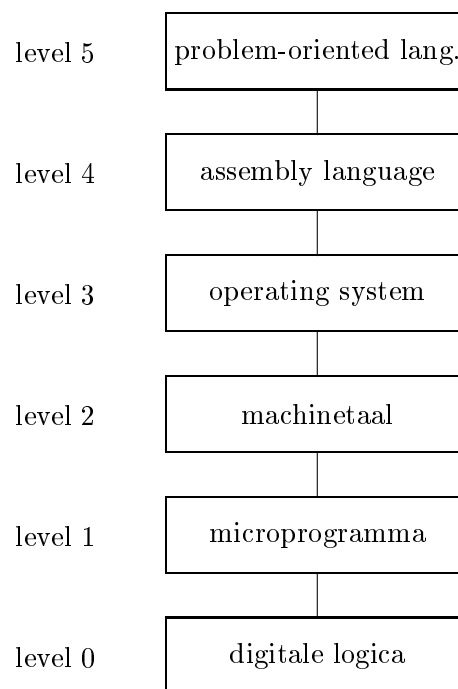 level 5 problem-oriented lang.
level 4 assembly language
level 3 operating system
level 2 machinetaal
level 1 microprogramma
level 0 digitale logica